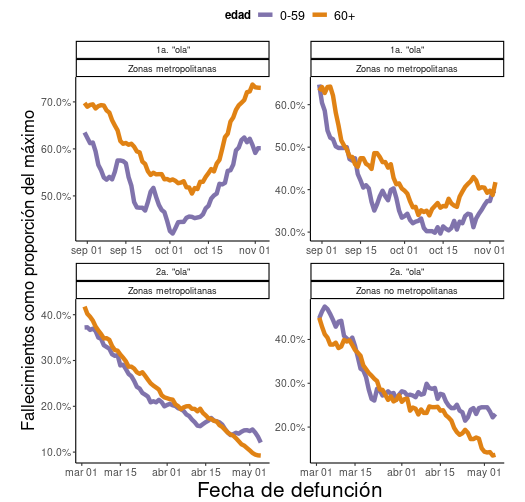 edad 0-59 60+
1a. "ola" 1a. "ola"
Zonas metropolitanas Zonas no metropolitanas
70.0%
60.0%
50.0%
60.0%
50.0%
40.0%
30.0%
sep 01 sep 15 oct 01 oct 15 nov 01
sep 01 sep 15 oct 01 oct 15 nov 01
2a. "ola" 2a. "ola"
Zonas metropolitanas Zonas no metropolitanas
40.0%
30.0%
20.0%
10.0%
40.0%
30.0%
20.0%
mar 01 mar 15 abr 01 abr 15 may 01
mar 01 mar 15 abr 01 abr 15 may 01
Fallecimientos como proporción del máximo
Fecha de defunción